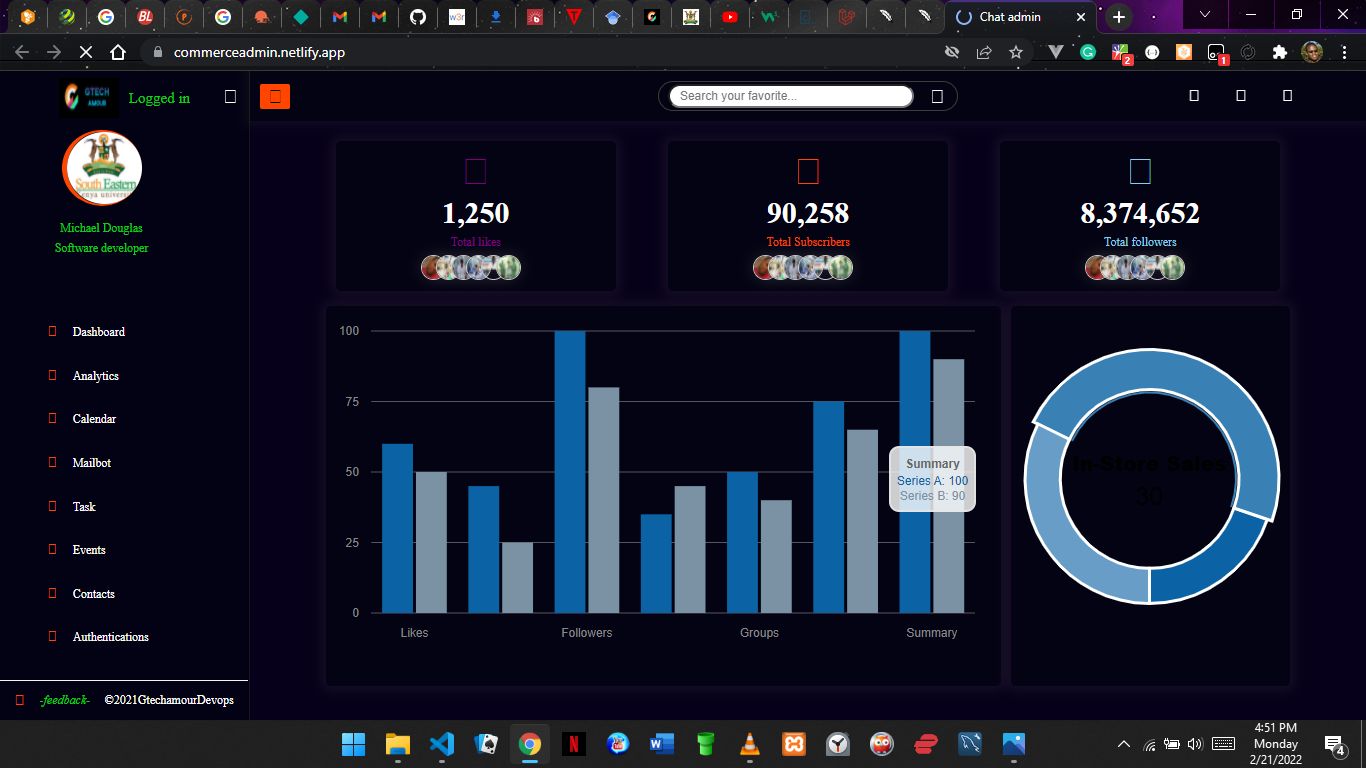 Chat admin
commerceadmin.netlify.app
2
1
GTECH
AMOUR
Logged in
Search your favorite...
South Eastern
Kenya university
Michael Douglas
Software developer
1,250
Total likes
90,258
Total Subscribers
8,374,652
Total followers
Dashboard
Analytics
Calendar
Mailbot
Task
Events
Contacts
Authentications
-feedback- ©2021GtechamourDevops
100
75
50
25
0
Likes Followers Groups Summary
Summary
Series A: 100
Series B: 90
In-Store Sales
30
4:51 PM
Monday
2/21/2022
4